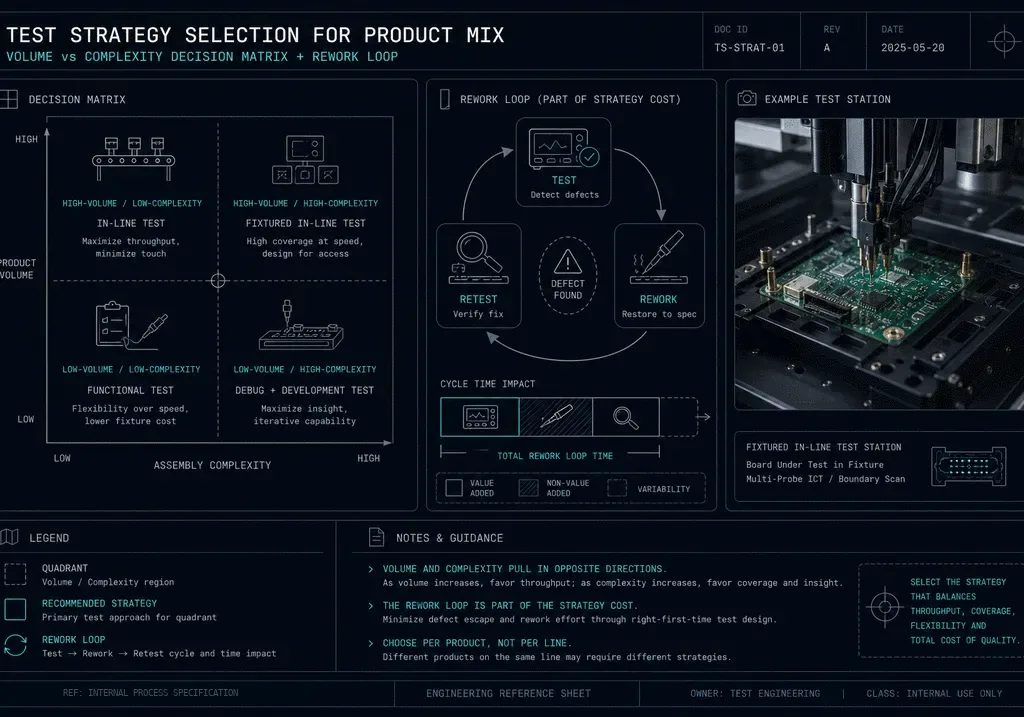 TEST STRATEGY SELECTION FOR PRODUCT MIX
VOLUME vs COMPLEXITY DECISION MATRIX + REWORK LOOP
DOC ID
TS-STRAT-01
REV
A
DATE
2025-05-20
DECISION MATRIX
HIGH
PRODUCT
VOLUME
LOW
HIGH-VOLUME / LOW-COMPLEXITY
IN-LINE TEST
Maximize throughput,
minimize touch
HIGH-VOLUME / HIGH-COMPLEXITY
FIXTURED IN-LINE TEST
High coverage at speed,
design for access
LOW-VOLUME / LOW-COMPLEXITY
FUNCTIONAL TEST
Flexibility over speed,
lower fixture cost
LOW-VOLUME / HIGH-COMPLEXITY
DEBUG + DEVELOPMENT TEST
Maximize insight,
iterative capability
LOW
ASSEMBLY COMPLEXITY
HIGH
REWORK LOOP (PART OF STRATEGY COST)
TEST
Detect defects
RETEST
Verify fix
DEFECT
FOUND
REWORK
Restore to spec
CYCLE TIME IMPACT
TOTAL REWORK LOOP TIME
VALUE
ADDED
NON-VALUE
ADDED
VARIABILITY
EXAMPLE TEST STATION
FIXTURED IN-LINE TEST STATION
Board Under Test in Fixture
Multi-Probe ICT / Boundary Scan
LEGEND
QUADRANT
Volume / Complexity region
RECOMMENDED STRATEGY
Primary test approach for quadrant
REWORK LOOP
Test → Rework → Retest cycle and time impact
NOTES & GUIDANCE
> VOLUME AND COMPLEXITY PULL IN OPPOSITE DIRECTIONS.
As volume increases, favor throughput; as complexity increases, favor coverage and insight.
> THE REWORK LOOP IS PART OF THE STRATEGY COST.
Minimize defect escape and rework effort through right-first-time test design.
> CHOOSE PER PRODUCT, NOT PER LINE.
Different products on the same line may require different strategies.
SELECT THE STRATEGY
THAT BALANCES
THROUGHPUT, COVERAGE,
FLEXIBILITY AND
TOTAL COST OF QUALITY.
REF: INTERNAL PROCESS SPECIFICATION
ENGINEERING REFERENCE SHEET
OWNER: TEST ENGINEERING | CLASS: INTERNAL USE ONLY